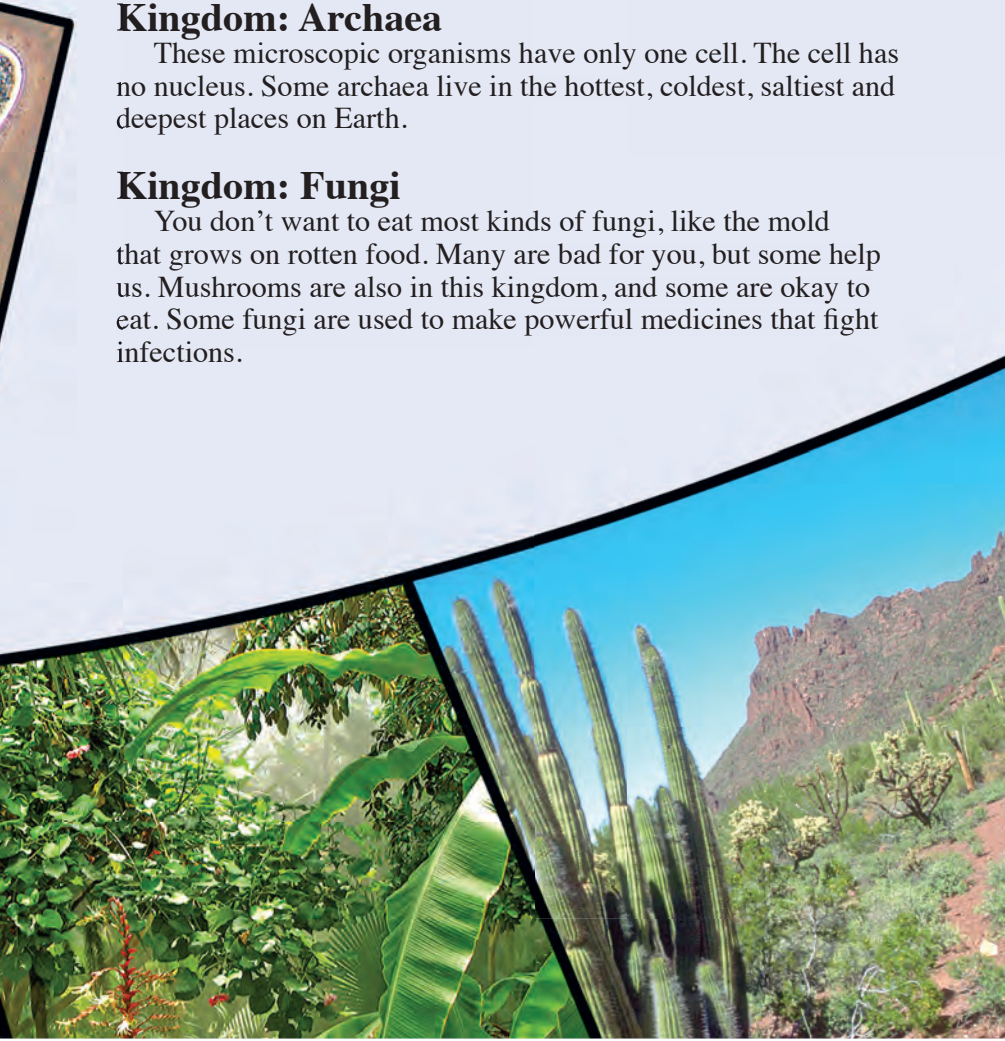 Kingdom: Archaea
These microscopic organisms have only one cell. The cell has
no nucleus. Some archaea live in the hottest, coldest, saltiest and
deepest places on Earth.
Kingdom: Fungi
You don’t want to eat most kinds of fungi, like the mold
that grows on rotten food. Many are bad for you, but some help
us. Mushrooms are also in this kingdom, and some are okay to
eat. Some fungi are used to make powerful medicines that fight
infections.